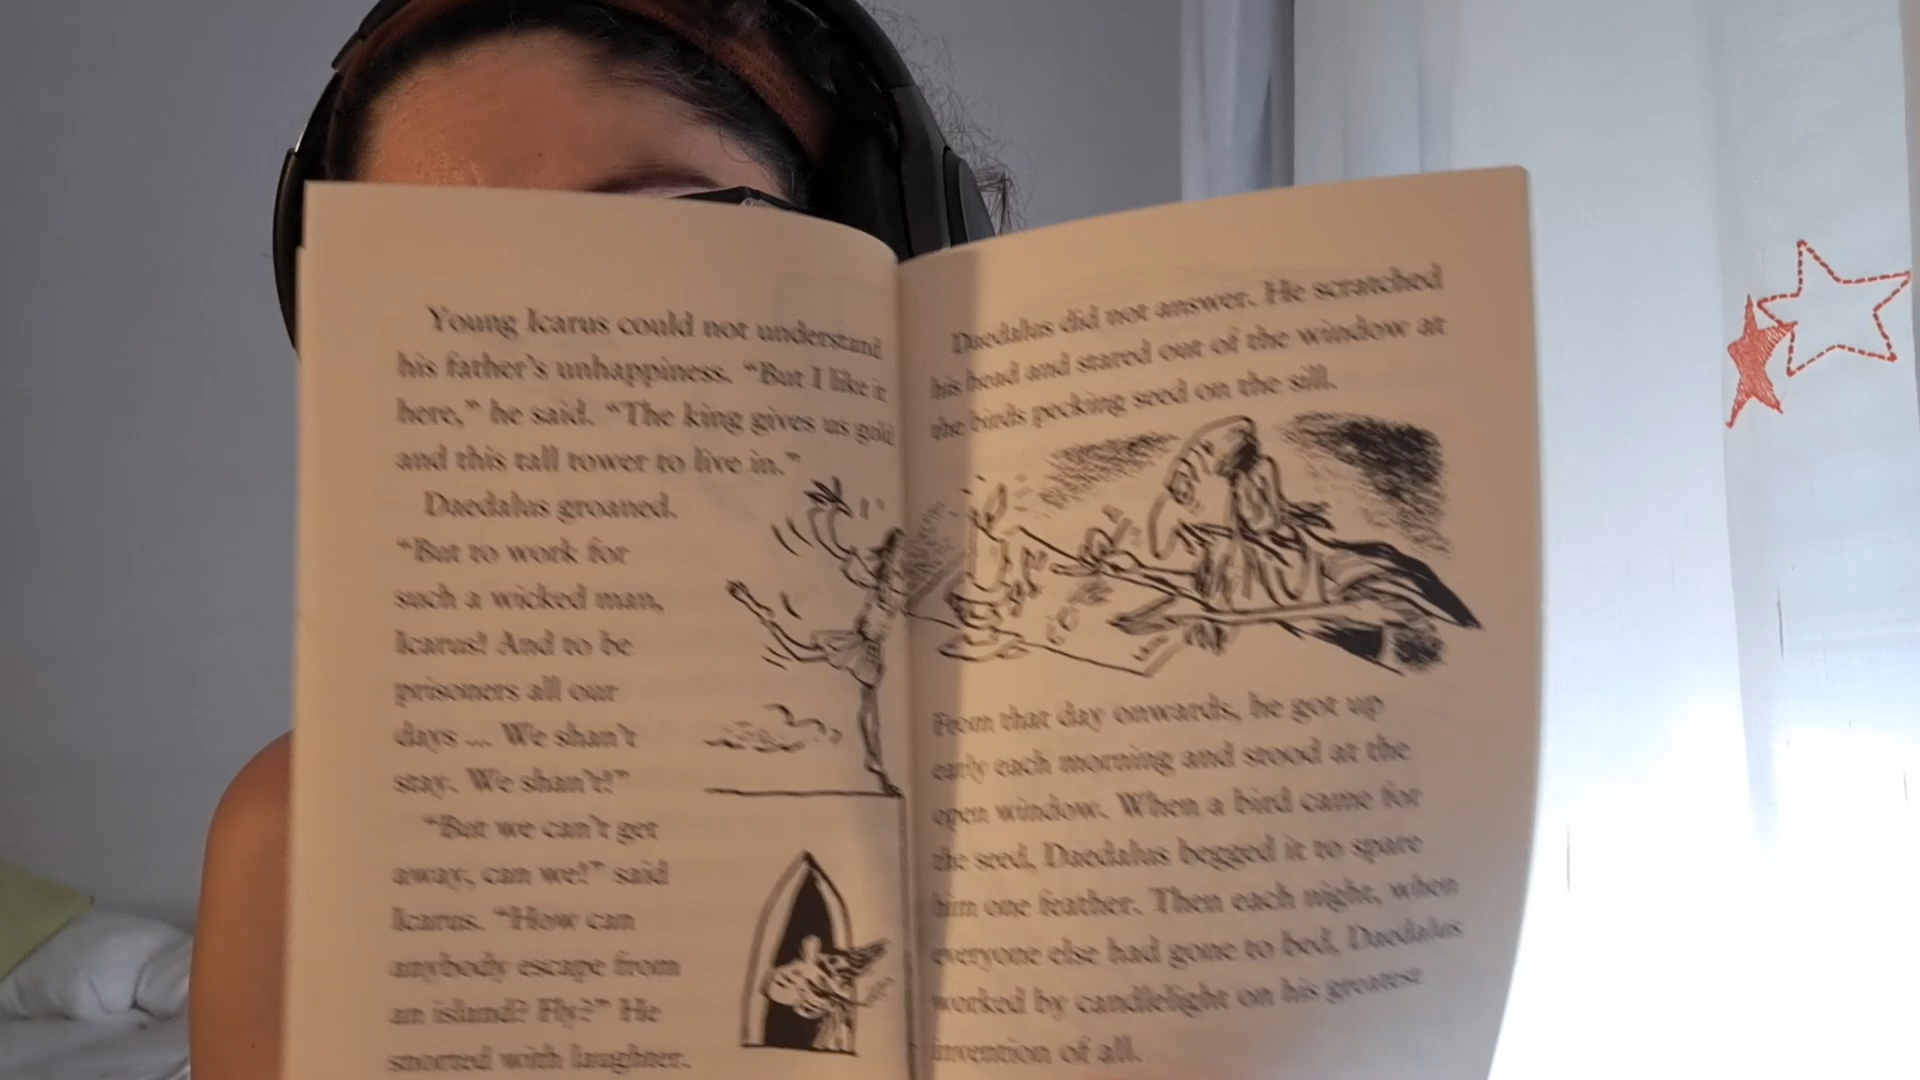 Young Icarus could not understand
his father's unhappiness. "But I like it
here," he said. "The king gives us gold
and this tall tower to live in."
Daedalus groaned.
"But to work for
such a wicked man,
Icarus! And to be
prisoners all our
days ... We shan't
stay. We shan't!"
"But we can't get
away, can we?" said
Icarus. "How can
anybody escape from
an island? Fly?" He
snorted with laughter.
Daedalus did not answer. He scratched
his head and stared out of the window at
the birds pecking seed on the sill.
From that day onwards, he got up
early each morning and stood at the
open window. When a bird came for
the seed, Daedalus begged it to spare
him one feather. Then each night, when
everyone else had gone to bed, Daedalus
worked by candlelight on his greatest
invention of all.